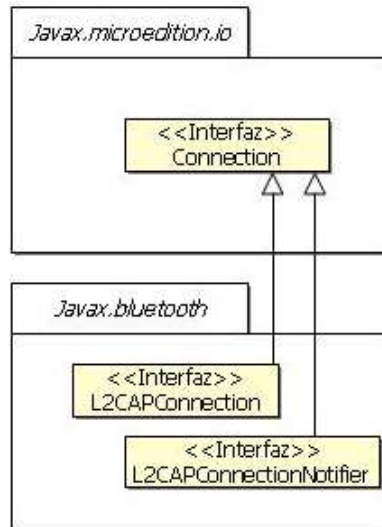 Javax.microedition.io
<<Interfaz>>
Connection
Javax.bluetooth
<<Interfaz>>
L2CAPConnection
<<Interfaz>>
L2CAPConnectionNotifier